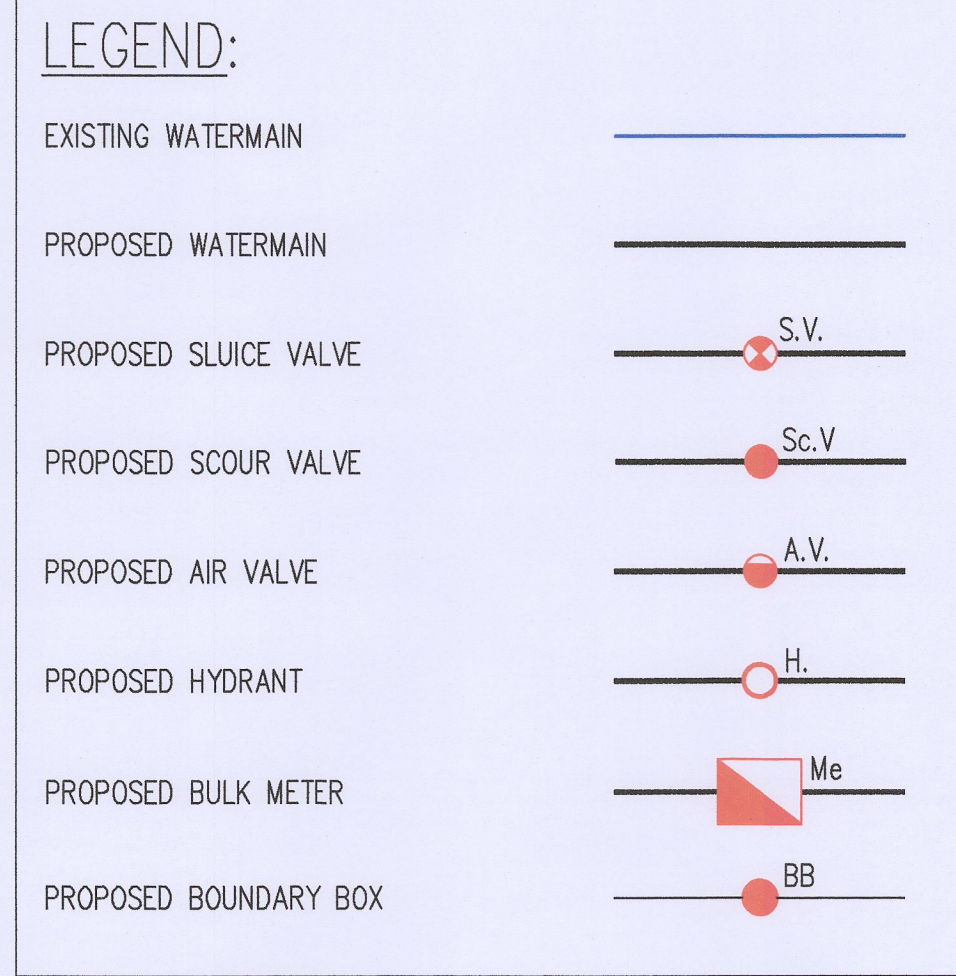 LEGEND:
EXISTING WATERMAIN
PROPOSED WATERMAIN
PROPOSED SLUICE VALVE S.V.
PROPOSED SCOUR VALVE Sc.V
PROPOSED AIR VALVE A.V.
PROPOSED HYDRANT H.
PROPOSED BULK METER Me
PROPOSED BOUNDARY BOX BB